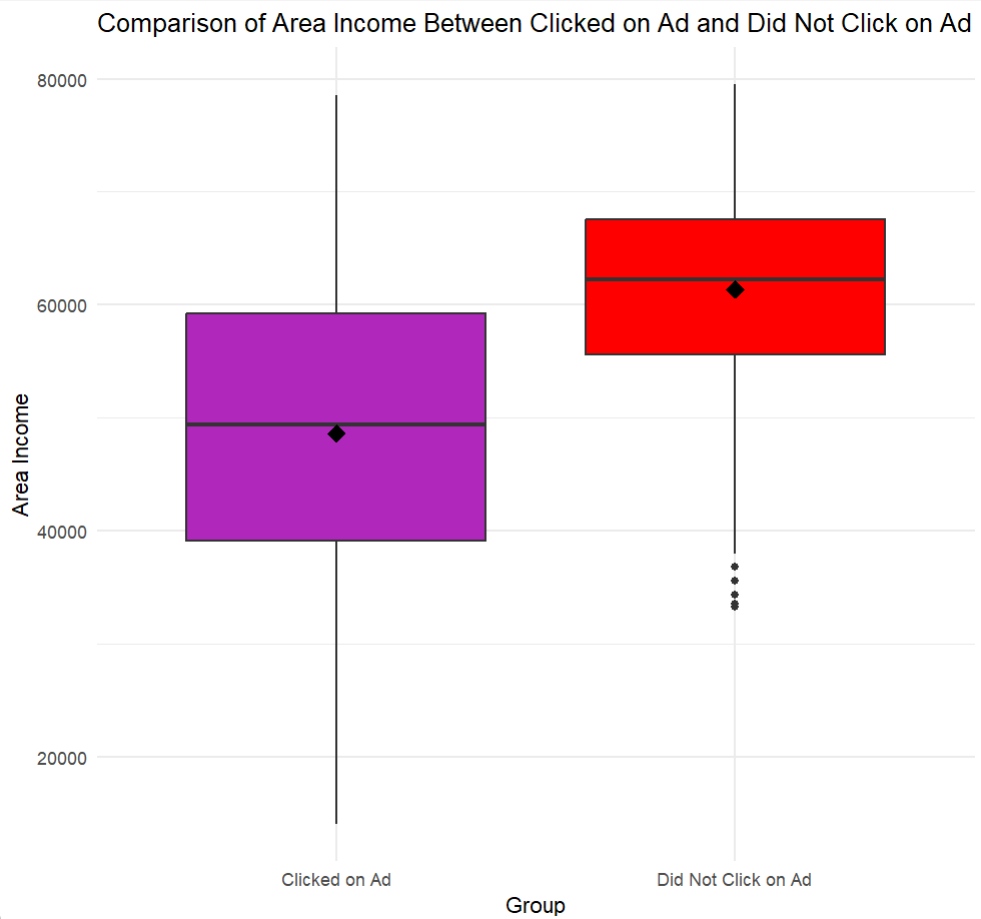 Comparison of Area Income Between Clicked on Ad and Did Not Click on Ad
80000
60000
40000
20000
Area Income
Clicked on Ad
Did Not Click on Ad
Group